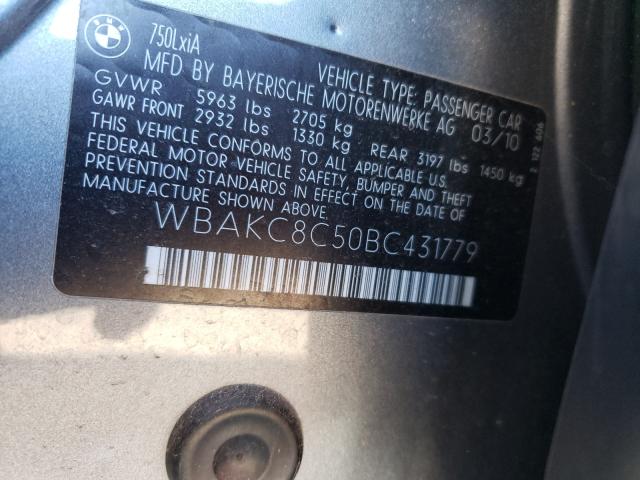 BMW
750LxiA
VEHICLE TYPE: PASSENGER CAR
MFD BY BAYERISCHE MOTORENWERKE AG 03/10
GVWR 5963 lbs 2705 kg
GAWR FRONT 2932 lbs 1330 kg REAR 3197 lbs 1450 kg
THIS VEHICLE CONFORMS TO ALL APPLICABLE U.S.
FEDERAL MOTOR VEHICLE SAFETY, BUMPER AND THEFT
PREVENTION STANDARDS IN EFFECT ON THE DATE OF
MANUFACTURE SHOWN ABOVE.
WBAKC8C50BC431779